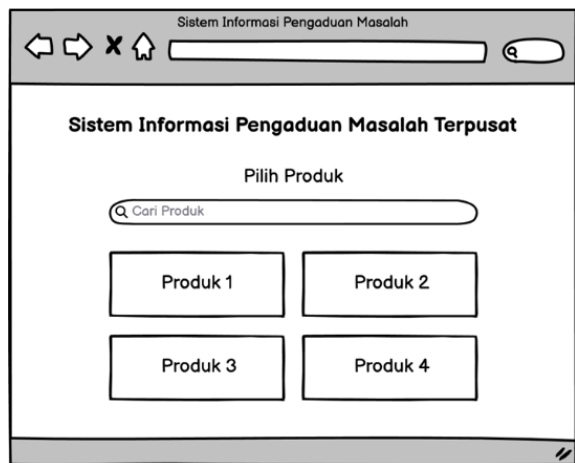 Sistem Informasi Pengaduan Masalah
Sistem Informasi Pengaduan Masalah Terpusat
Pilih Produk
Cari Produk
Produk 1
Produk 2
Produk 3
Produk 4